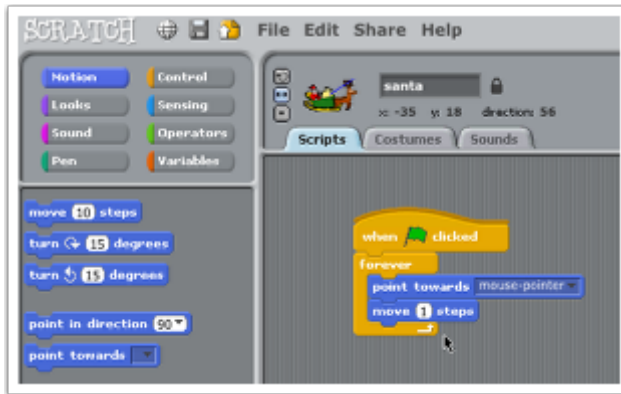 SCRATCH File Edit Share Help
Motion Control
Looks Sensing
Sound Operators
Pen Variables
santa
x: -35 y: 18 direction: 56
Scripts Costumes Sounds
move 10 steps
turn 15 degrees
turn 15 degrees
point in direction 90
point towards
when clicked
forever
point towards mouse-pointer
move 1 steps